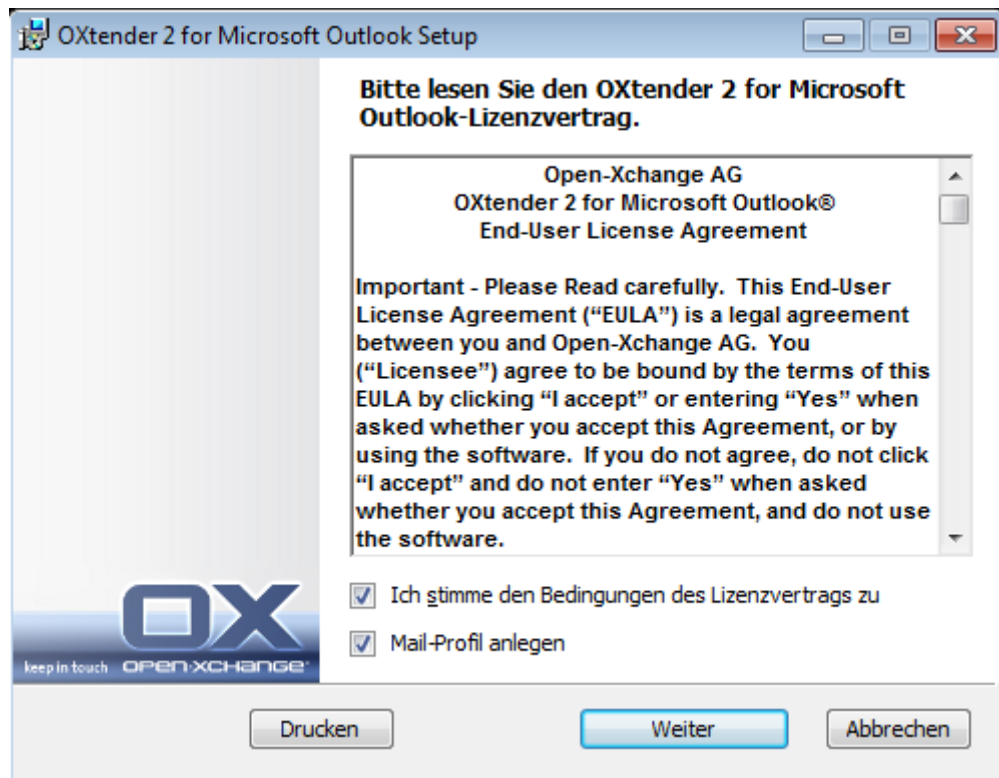 OXtender 2 for Microsoft Outlook Setup
Bitte lesen Sie den OXtender 2 for Microsoft
Outlook-Lizenzvertrag.
Open-Xchange AG
OXtender 2 for Microsoft Outlook®
End-User License Agreement
Important - Please Read carefully.  This End-User
License Agreement (“EULA”) is a legal agreement
between you and Open-Xchange AG.  You
(“Licensee”) agree to be bound by the terms of this
EULA by clicking “I accept” or entering “Yes” when
asked whether you accept this Agreement, or by
using the software.  If you do not agree, do not click
“I accept” and do not enter “Yes” when asked
whether you accept this Agreement, and do not use
the software.
Ich stimme den Bedingungen des Lizenzvertrags zu
Mail-Profil anlegen
OX
keep in touch OPEN-XCHANGE
Drucken
Weiter
Abbrechen